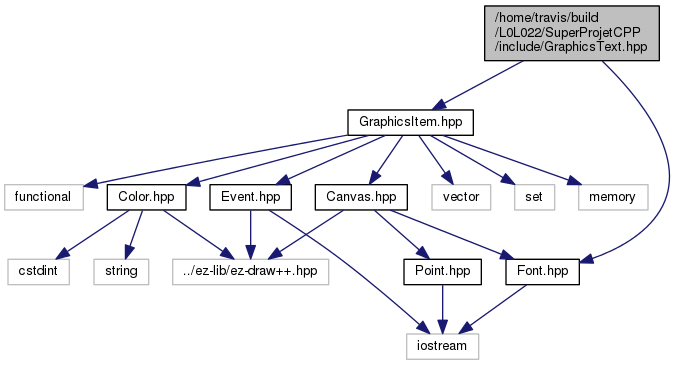 /home/travis/build
/L0L022/SuperProjetCPP
/include/GraphicsText.hpp
GraphicsItem.hpp
functional
Color.hpp
Event.hpp
Canvas.hpp
vector
set
memory
cstdint
string
../ez-lib/ez-draw++.hpp
Point.hpp
Font.hpp
iostream